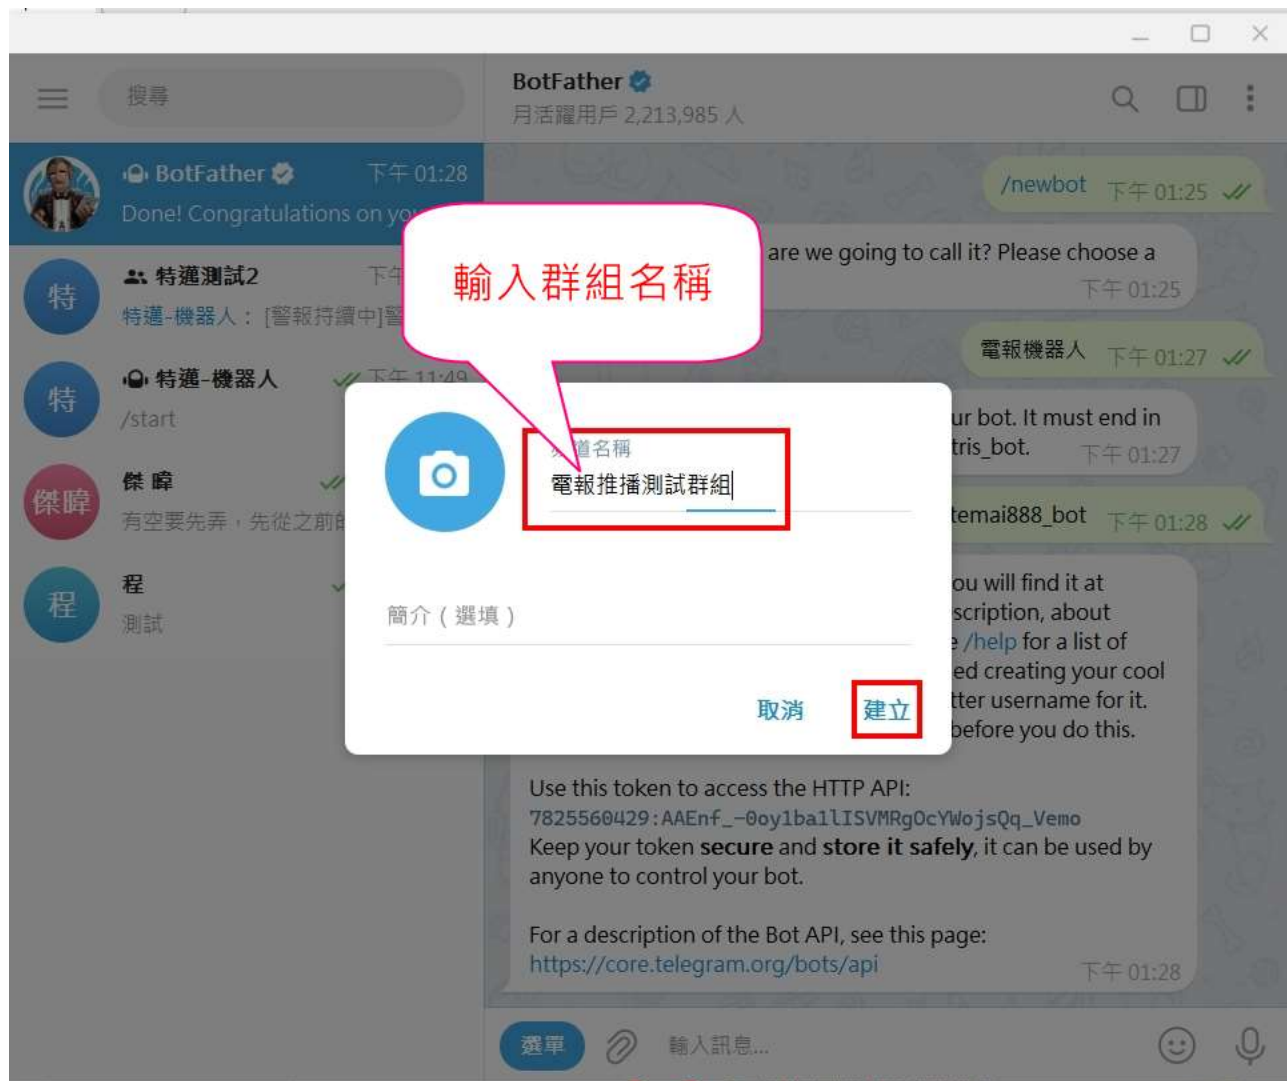 搜尋
BotFather
月活躍用戶 2,213,985 人
BotFather 下午 01:28
Done! Congratulations on
特邁測試2
特邁-機器人： [警報持續中]
特
特邁-機器人 下午 11:49
/start
特
傑 暐
有空要先弄，先從之前
傑暐
程
測試
程
/newbot 下午 01:25
are we going to call it? Please choose a
下午 01:25
電報機器人 下午 01:27
bot. It must end in
tris_bot. 下午 01:27
temai888_bot 下午 01:28
will find it at
scription, about
/help for a list of
ed creating your cool
tter username for it.
before you do this.
Use this token to access the HTTP API:
7825560429:AAEnf_-0oy1ba1lISVMRgOcYWojsQq_Vemo
Keep your token secure and store it safely, it can be used by
anyone to control your bot.
For a description of the Bot API, see this page:
https://core.telegram.org/bots/api
下午 01:28
輸入群組名稱
道名稱
電報推播測試群組
簡介（選填）
取消 建立
選單 輸入訊息...